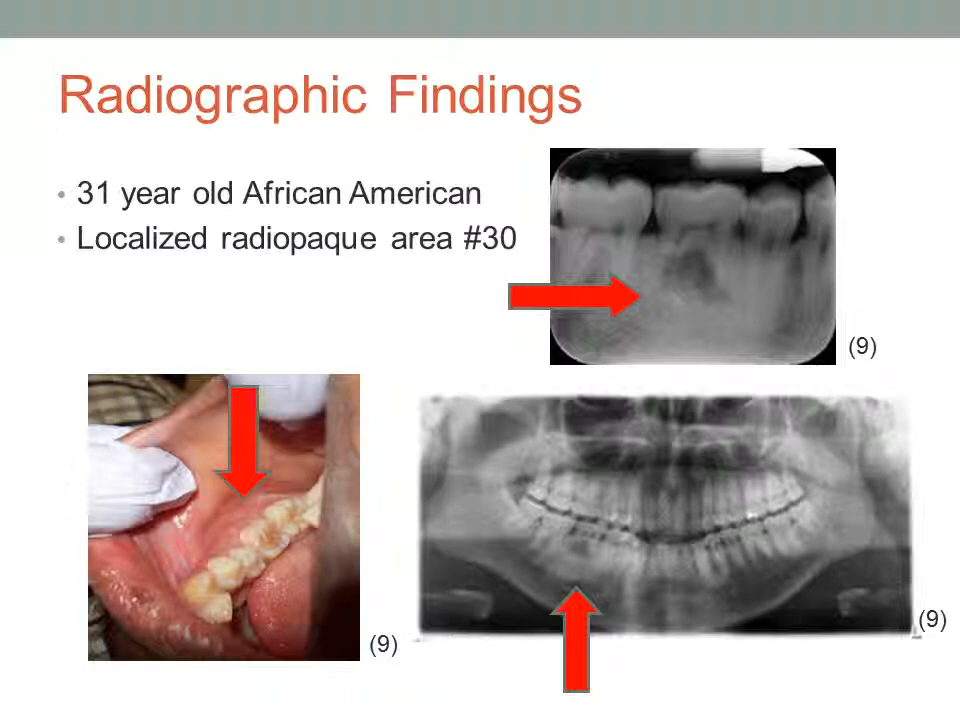 Radiographic Findings
• 31 year old African American
• Localized radiopaque area #30
(9)
(9)
(9)